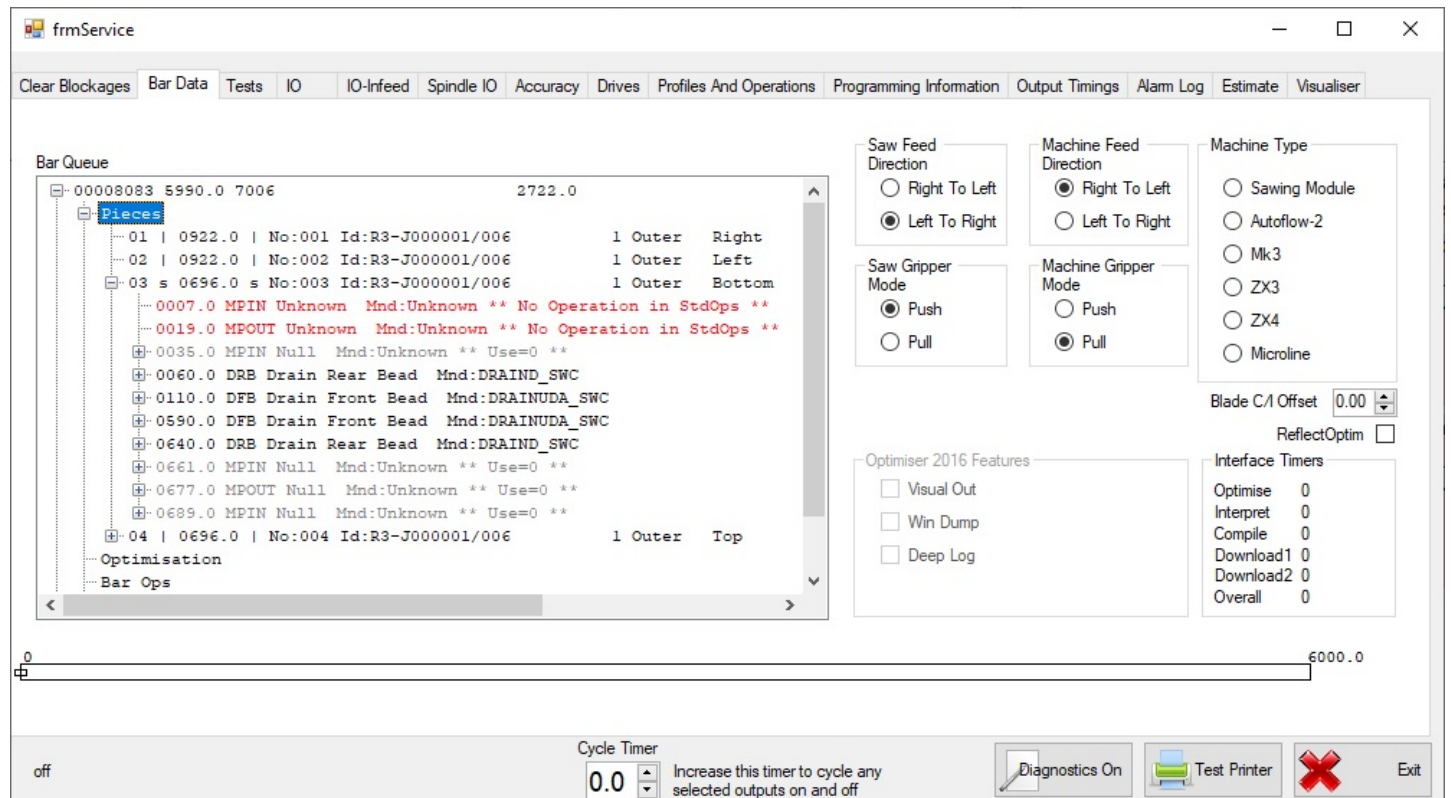 frmService
Clear Blockages Bar Data Tests IO IO-Infeed Spindle IO Accuracy Drives Profiles And Operations Programming Information Output Timings Alarm Log Estimate Visualiser
Bar Queue
00008083 5990.0 7006 2722.0
Pieces
01 | 0922.0 | No:001 Id:R3-J000001/006 1 Outer Right
02 | 0922.0 | No:002 Id:R3-J000001/006 1 Outer Left
03 s 0696.0 s No:003 Id:R3-J000001/006 1 Outer Bottom
0007.0 MPIN Unknown Mnd:Unknown ** No Operation in StdOps **
0019.0 MPOUT Unknown Mnd:Unknown ** No Operation in StdOps **
0035.0 MPIN Null Mnd:Unknown ** Use=0 **
0060.0 DRB Drain Rear Bead Mnd:DRAIND_SWC
0110.0 DFB Drain Front Bead Mnd:DRAINUDA_SWC
0590.0 DFB Drain Front Bead Mnd:DRAINUDA_SWC
0640.0 DRB Drain Rear Bead Mnd:DRAIND_SWC
0661.0 MPIN Null Mnd:Unknown ** Use=0 **
0677.0 MPOUT Null Mnd:Unknown ** Use=0 **
0689.0 MPIN Null Mnd:Unknown ** Use=0 **
04 | 0696.0 | No:004 Id:R3-J000001/006 1 Outer Top
Optimisation
Bar Ops
Saw Feed
Direction
Right To Left
Left To Right
Machine Feed
Direction
Right To Left
Left To Right
Saw Gripper
Mode
Push
Pull
Machine Gripper
Mode
Push
Pull
Machine Type
Sawing Module
Autoflow-2
Mk3
ZX3
ZX4
Microline
Blade C/l Offset 0.00
ReflectOptim
Optimiser 2016 Features
Visual Out
Win Dump
Deep Log
Interface Timers
Optimise 0
Interpret 0
Compile 0
Download1 0
Download2 0
Overall 0
0 6000.0
off
Cycle Timer
0.0
Increase this timer to cycle any
selected outputs on and off
Diagnostics On
Test Printer
Exit